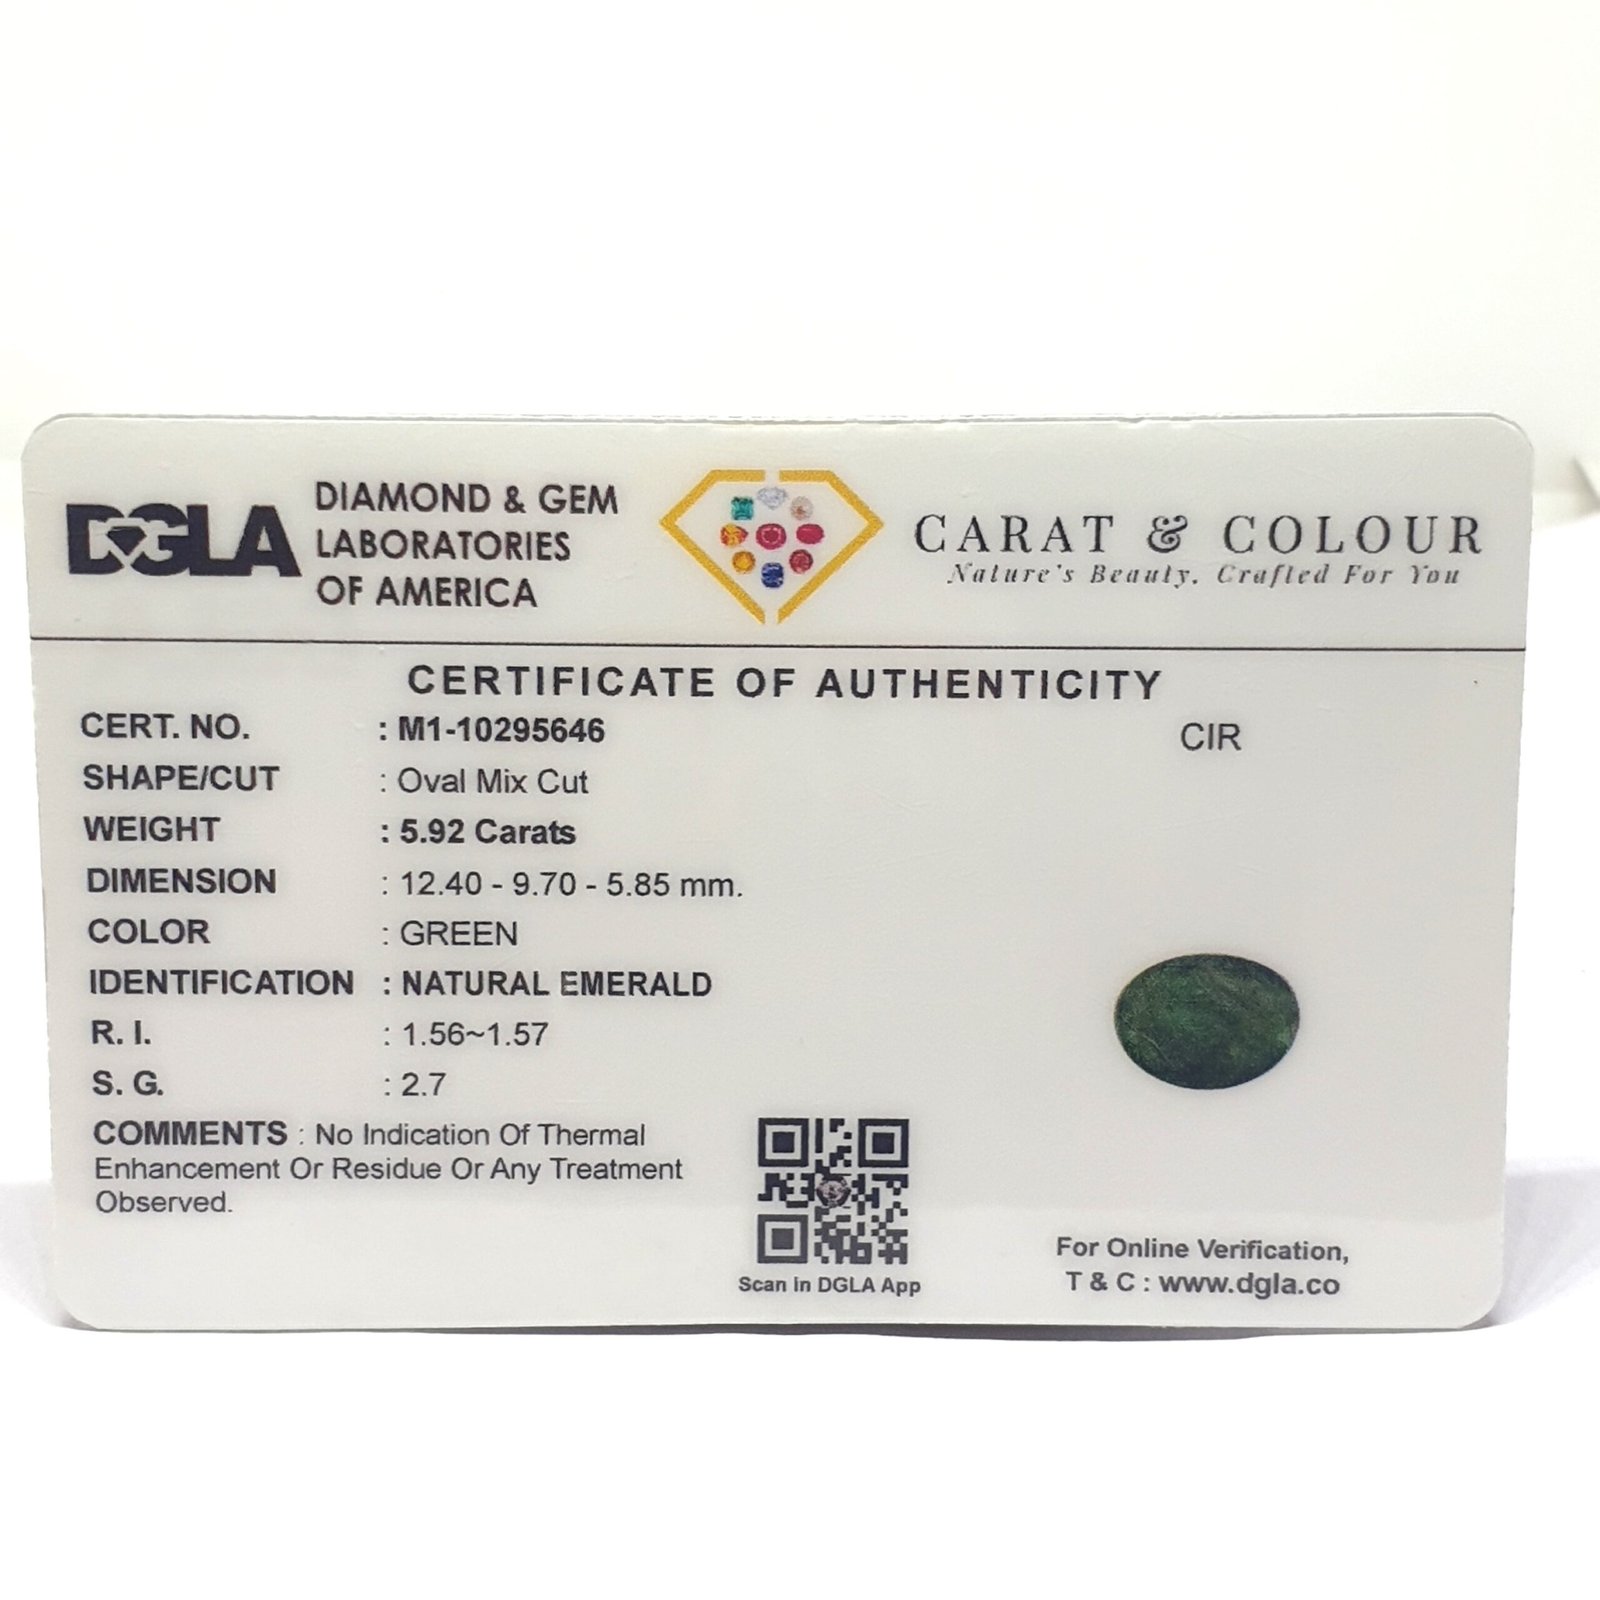 DGLA
DIAMOND & GEM
LABORATORIES
OF AMERICA
CARAT & COLOUR
Nature's Beauty, Crafted For You
CERTIFICATE OF AUTHENTICITY
CERT. NO. : M1-10295646
CIR
SHAPE/CUT : Oval Mix Cut
WEIGHT : 5.92 Carats
DIMENSION : 12.40 - 9.70 - 5.85 mm.
COLOR : GREEN
IDENTIFICATION : NATURAL EMERALD
R. I. : 1.56~1.57
S. G. : 2.7
COMMENTS : No Indication Of Thermal
Enhancement Or Residue Or Any Treatment
Observed.
Scan in DGLA App
For Online Verification,
T & C : www.dgla.co